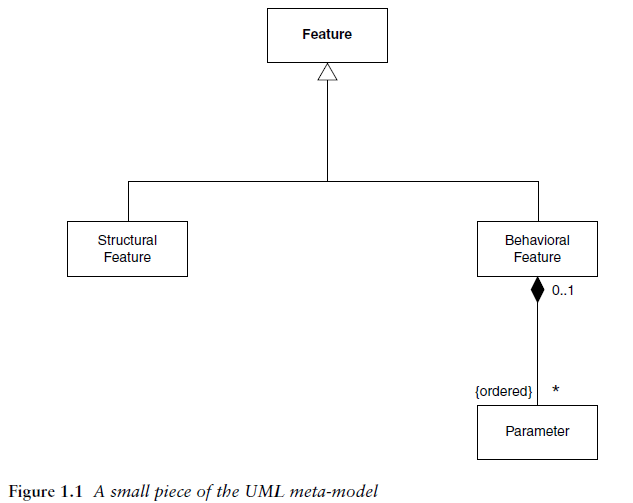 Feature
Structural
Feature
Behavioral
Feature
0..1
{ordered} *
Parameter
Figure 1.1 A small piece of the UML meta-model